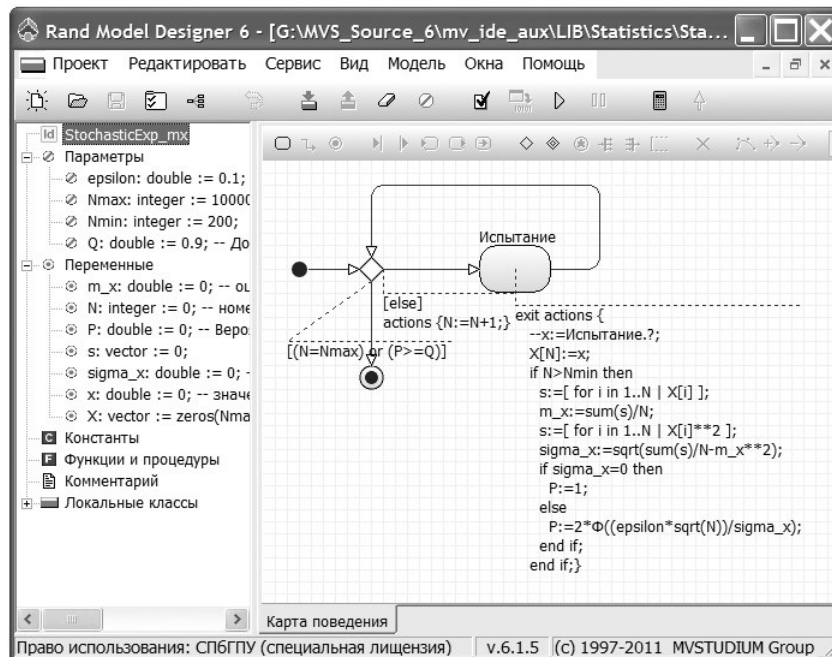 Rand Model Designer 6 - [G:\MVS_Source_6\mv_ide_aux\LIB\Statistics\Sta...
Проект Редактировать Сервис Вид Модель Окна Помощь
StochasticExp_mx
Параметры
epsilon: double := 0.1;
Nmax: integer := 10000
Nmin: integer := 200;
Q: double := 0.9; -- До
Переменные
m_x: double := 0; -- оц
N: integer := 0; -- номе
P: double := 0; -- Веро
s: vector := 0;
sigma_x: double := 0; -
x: double := 0; -- значе
X: vector := zeros(Nma
Константы
Функции и процедуры
Комментарий
Локальные классы
Испытание
[else]
actions {N:=N+1;}
[(N=Nmax) or (P>=Q)]
exit actions {
--x:=Испытание.?;
X[N]:=x;
if N>Nmin then
s:=[ for i in 1..N | X[i] ];
m_x:=sum(s)/N;
s:=[ for i in 1..N | X[i]**2 ];
sigma_x:=sqrt(sum(s)/N-m_x**2);
if sigma_x=0 then
P:=1;
else
P:=2*Ф((epsilon*sqrt(N))/sigma_x);
end if;
end if;}
Карта поведения
Право использования: СПбГПУ (специальная лицензия) v.6.1.5 (c) 1997-2011 MVSTUDIUM Group